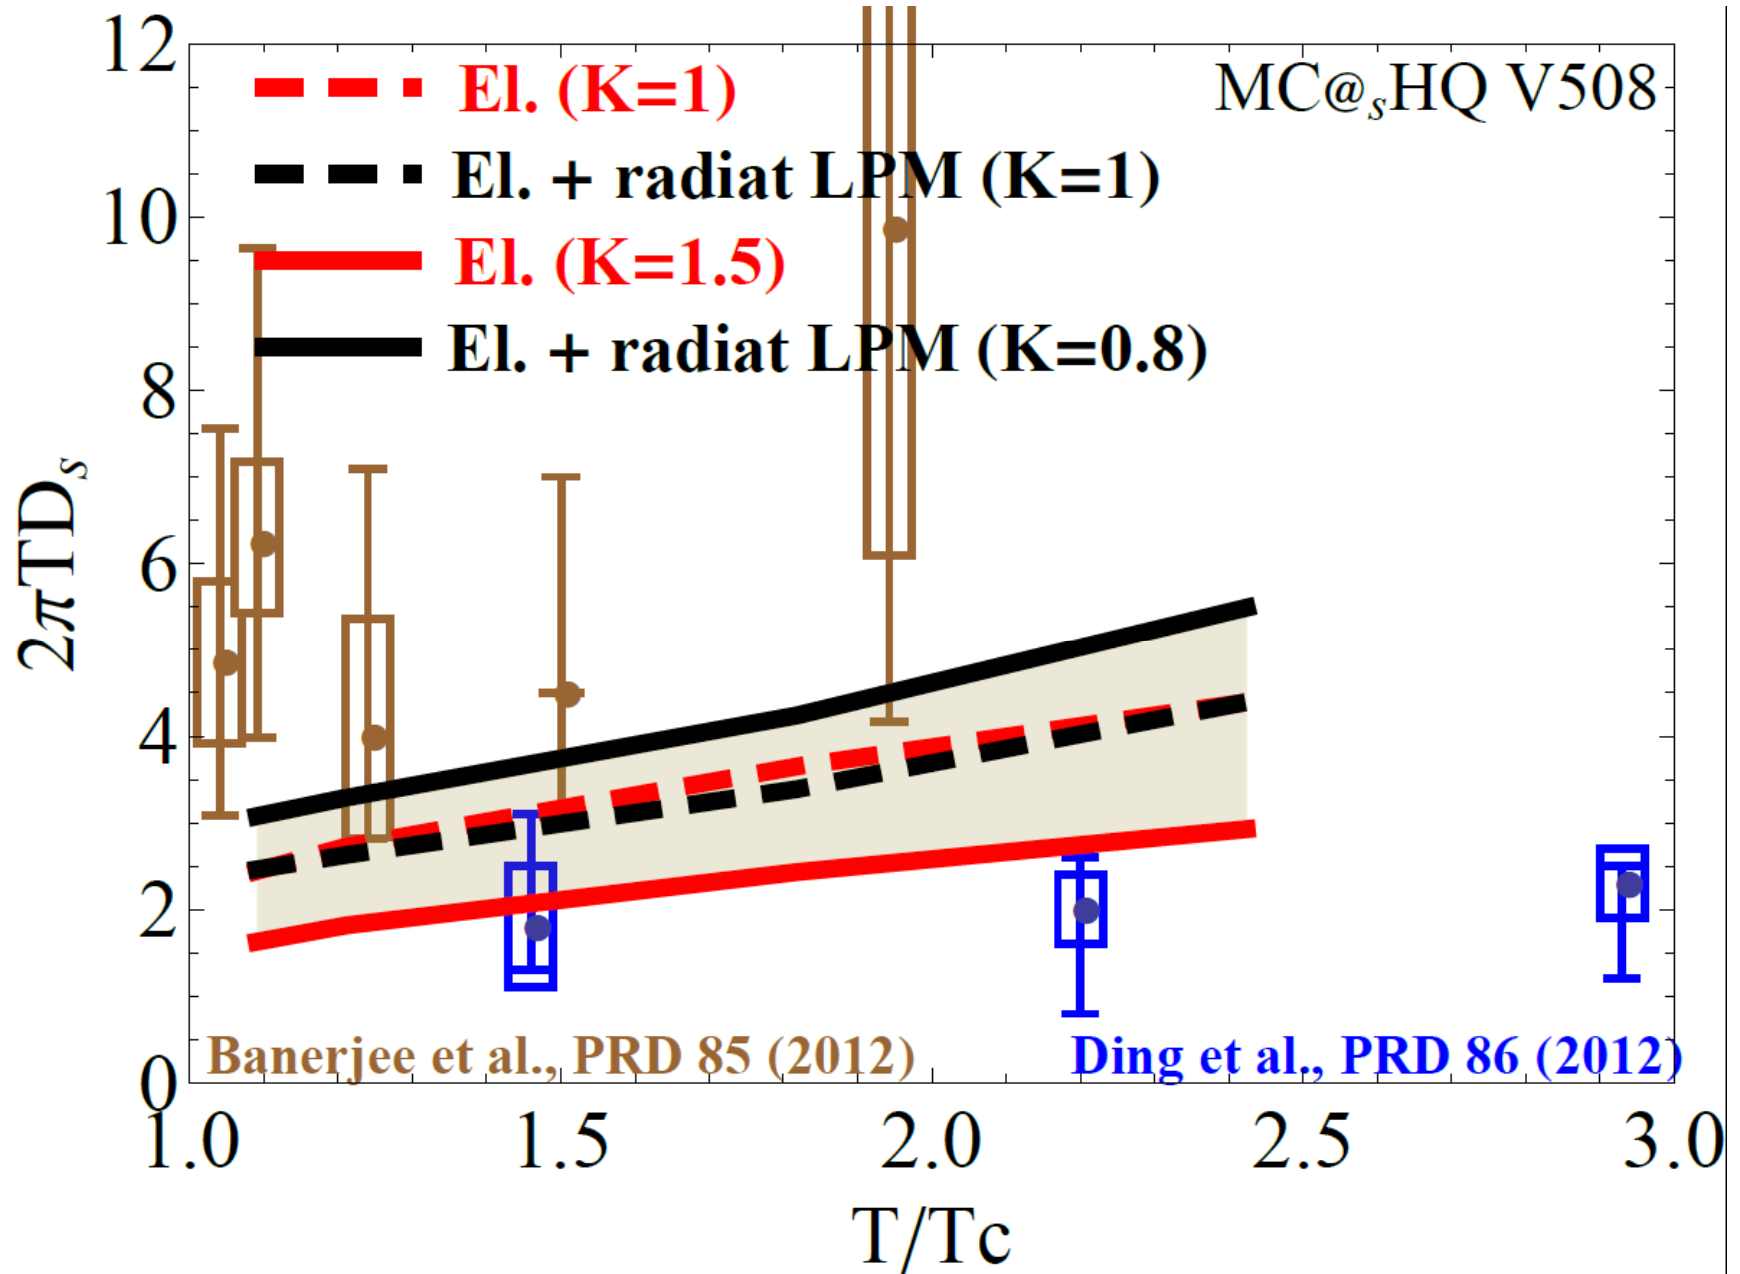 12
El. (K=1)
MC@sHQ V508
El. + radiat LPM (K=1)
10
El. (K=1.5)
El. + radiat LPM (K=0.8)
8
2πTDs
6
4
2
Banerjee et al., PRD 85 (2012)
Ding et al., PRD 86 (2012)
0
1.0 1.5 2.0 2.5 3.0
T/Tc